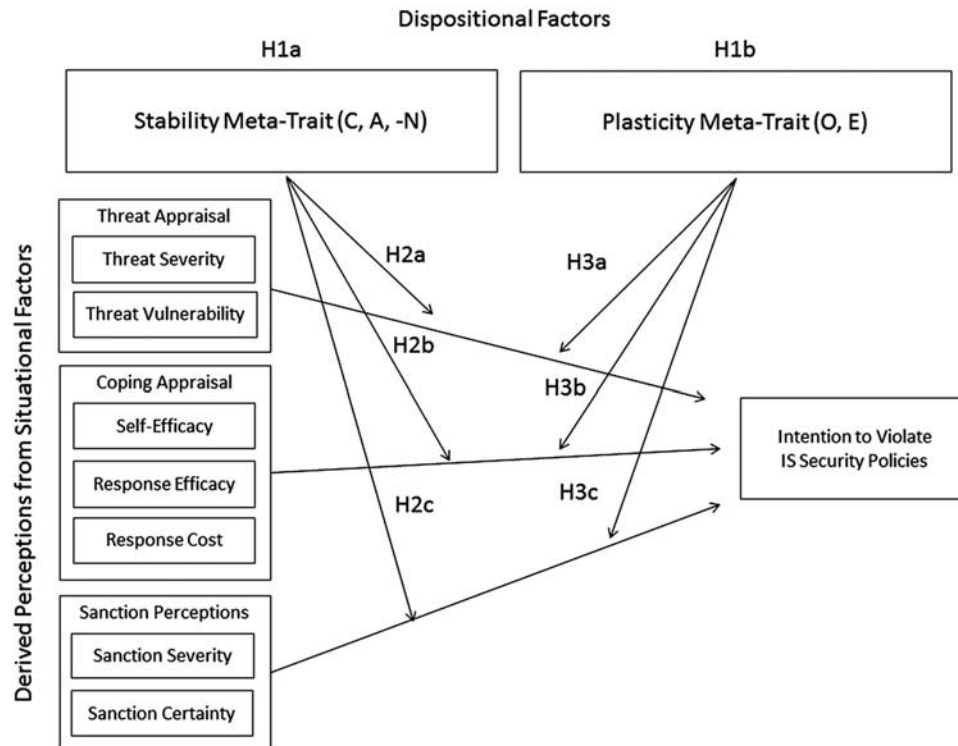 Dispositional Factors
H1a
H1b
Stability Meta-Trait (C, A, -N)
Plasticity Meta-Trait (O, E)
Derived Perceptions from Situational Factors
Threat Appraisal
Threat Severity
Threat Vulnerability
H2a
H3a
H2b
H3b
Coping Appraisal
Self-Efficacy
Response Efficacy
Response Cost
H2c
H3c
Intention to Violate
IS Security Policies
Sanction Perceptions
Sanction Severity
Sanction Certainty